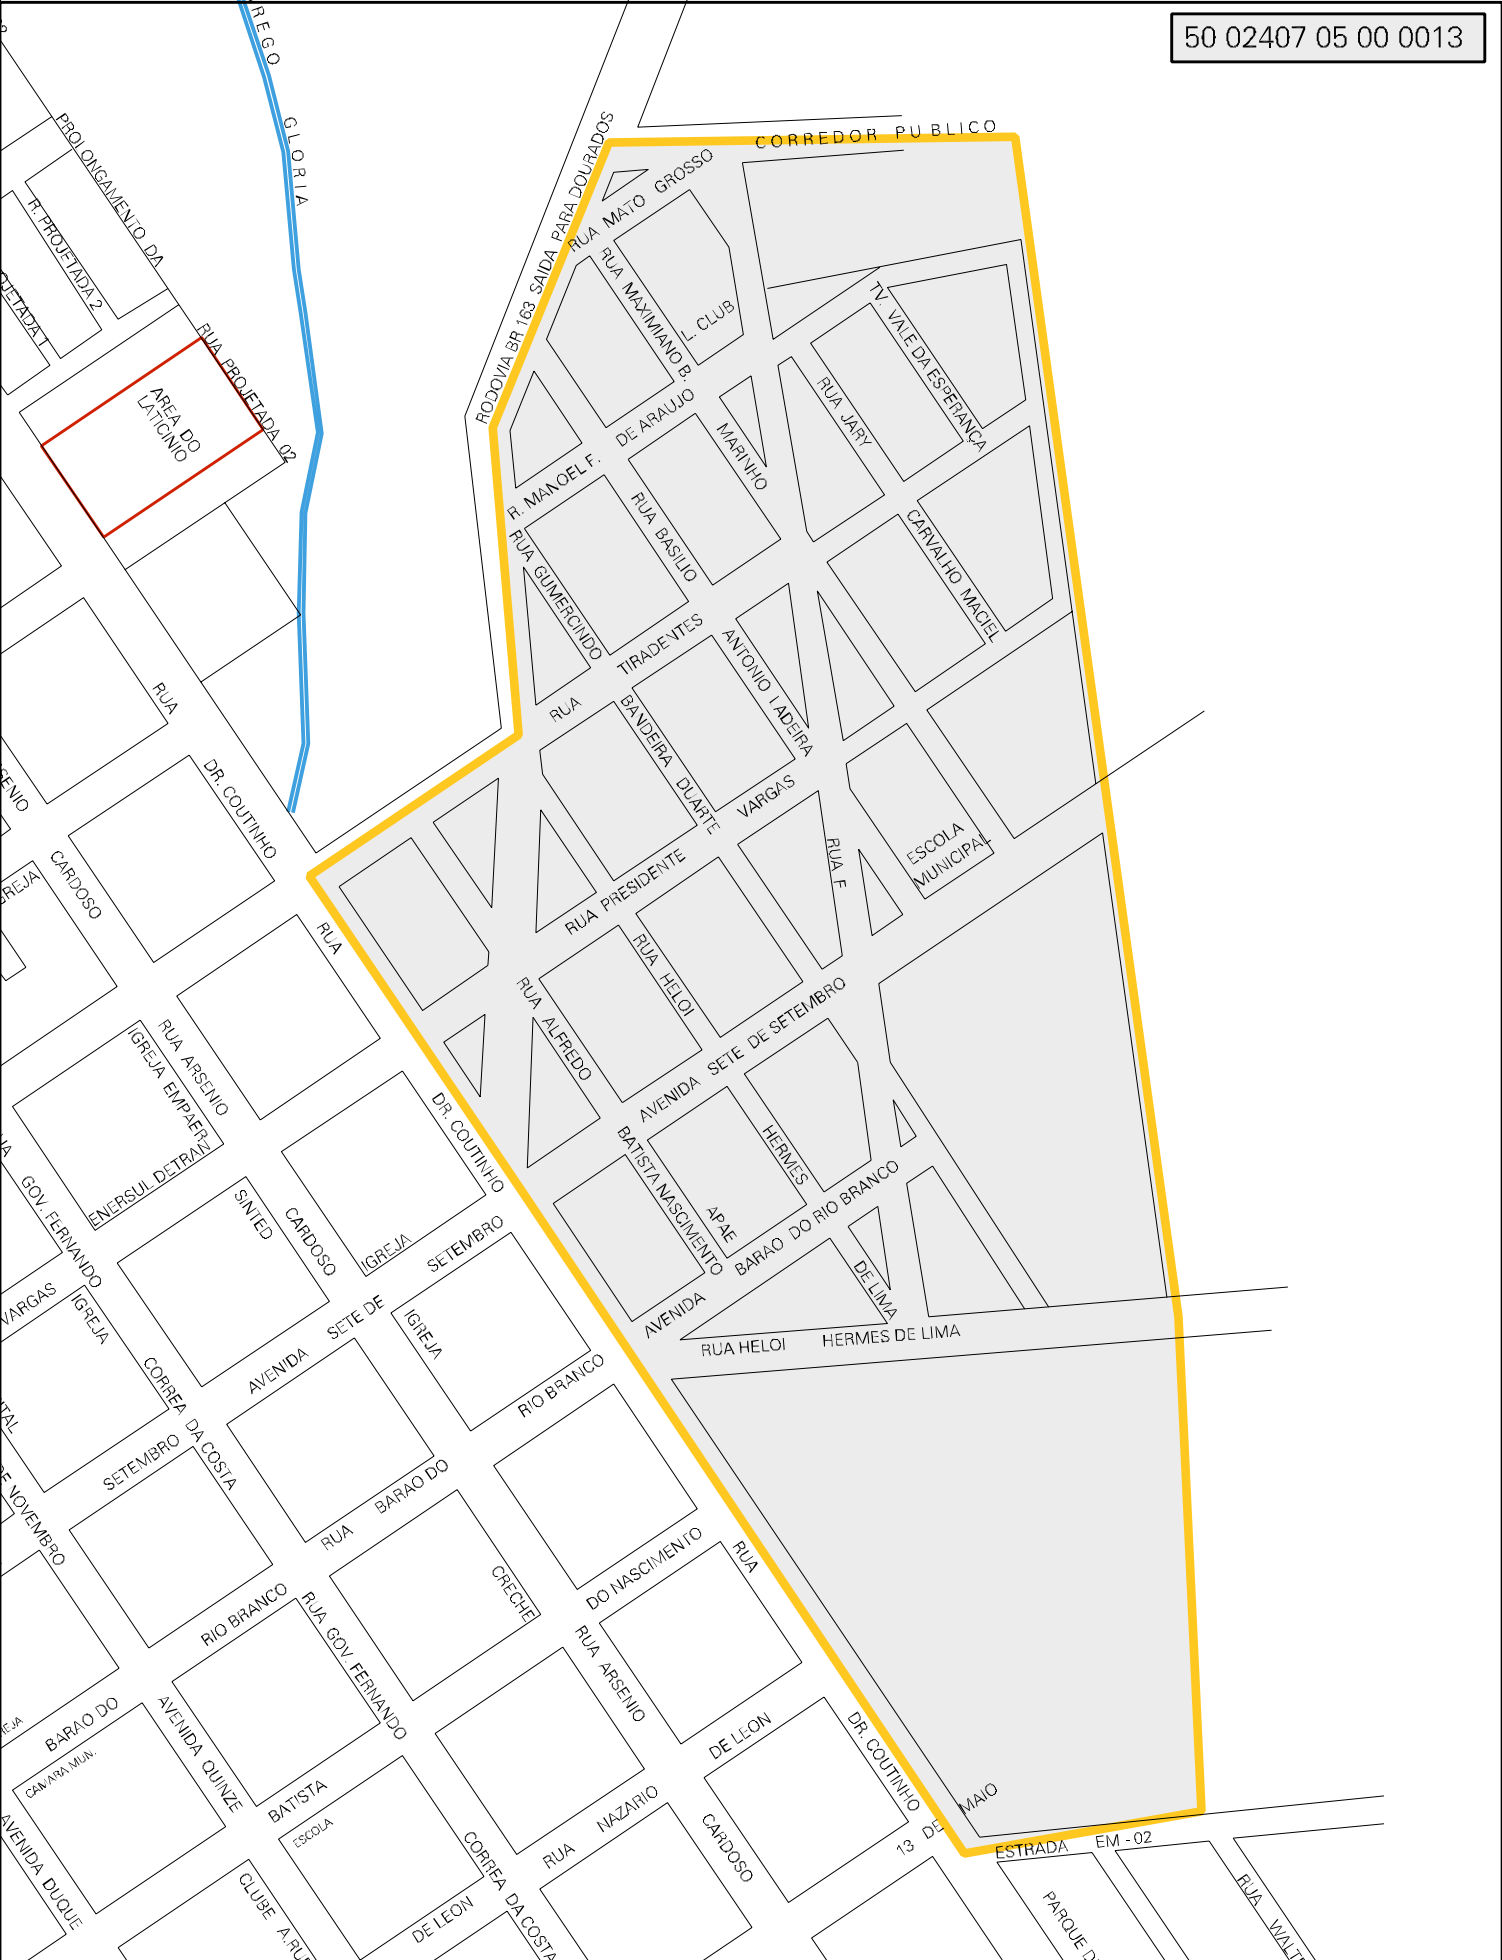 50 02407 05 00 0013
REGO GLORIA
CORREDOR PUBLICO
RODOVIA BR 163 SAIDA PARA DOURADOS
PROLONGAMENTO DA
R. PROJETADA 2
RUA PROJETADA 02
AREA DO
LATICINIO
RUA MATO GROSSO
RUA MAXIMIANO B.
L. CLUB
TV. VALE DA ESPERANÇA
RUA JARY
R. MANOEL F.
DE ARAUJO
MARINHO
RUA BASILIO
RUA GUMERCINDO
CARVALHO MACIEL
RUA
TIRADENTES
ANTONIO LADEIRA
BANDEIRA DUARTE
VARGAS
RUA PRESIDENTE
RUA F
ESCOLA
MUNICIPAL
RUA
DR. COUTINHO
CARDOSO
RUA
RUA HELOI
RUA ALFREDO
AVENIDA SETE DE SETEMBRO
RUA ARSENIO
IGREJA EMPAER
ENERSUL DETRAN
DR. COUTINHO
BATISTA NASCIMENTO
HERMES
APAE
BARAO DO RIO BRANCO
AVENIDA
DE LIMA
RUA HELOI
HERMES DE LIMA
GOV. FERNANDO
SINTED
CARDOSO
IGREJA
SETEMBRO
SETE DE
AVENIDA
IGREJA
VARGAS
IGREJA
CORREA DA COSTA
RIO BRANCO
SETEMBRO
DE NOVEMBRO
BARAO DO
RUA
CRECHE
DO NASCIMENTO
RUA
RIO BRANCO
RUA GOV. FERNANDO
RUA ARSENIO
BARAO DO
CAMARA MUN.
AVENIDA QUINZE
BATISTA
ESCOLA
DE LEON
NAZARIO
RUA
DR. COUTINHO
CARDOSO
13 DE MAIO
ESTRADA EM - 02
AVENIDA DUQUE
CLUBE
CORREA DA COSTA
DE LEON
PARQUE
RUA